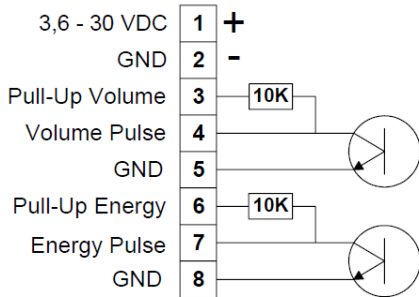 3,6 - 30 VDC 1 +
GND 2 -
Pull-Up Volume 3 10K
Volume Pulse 4
GND 5
Pull-Up Energy 6 10K
Energy Pulse 7
GND 8